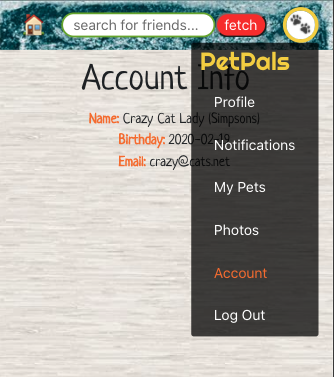 search for friends...
fetch
PetPals
Account Info
Name: Crazy Cat Lady (Simpsons)
Birthday: 2020-02-18
Email: crazy@cats.net
Profile
Notifications
My Pets
Photos
Account
Log Out